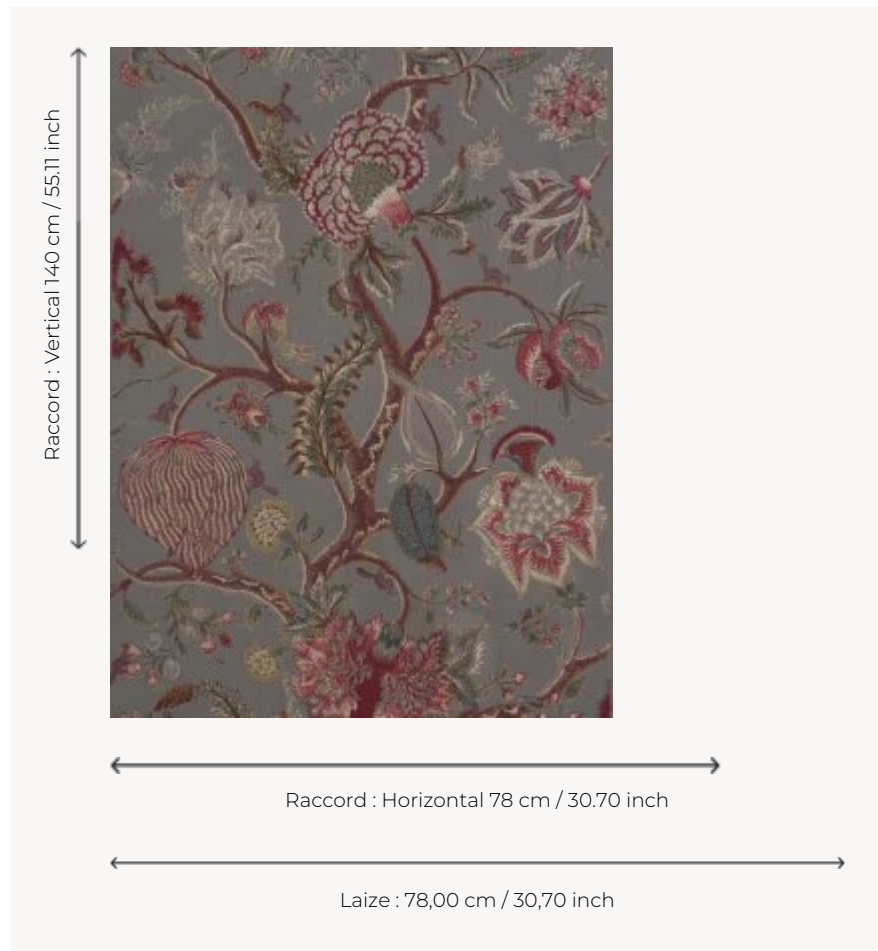 Raccord : Vertical 140 cm / 55.11 inch
Raccord : Horizontal 78 cm / 30.70 inch
Laize : 78,00 cm / 30,70 inch